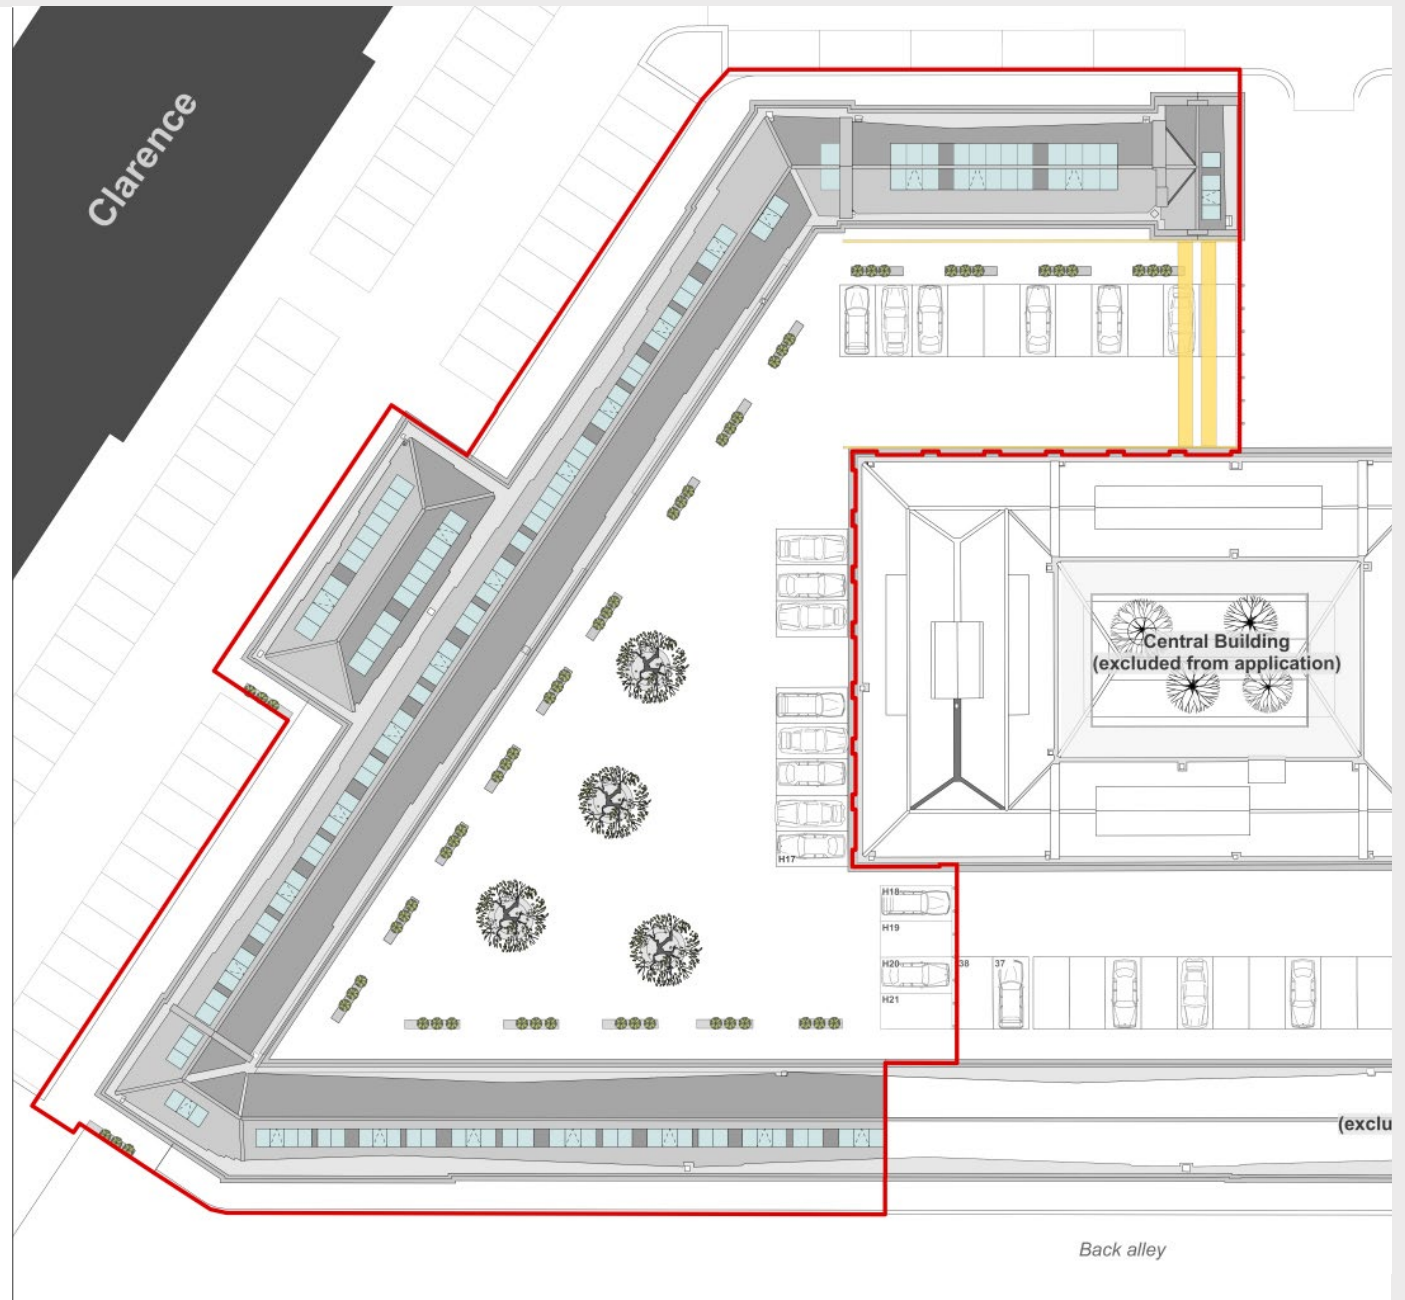 Clarence
Central Building
(excluded from application)
H17
H18
H19
H20
38
37
H21
(exclu
Back alley